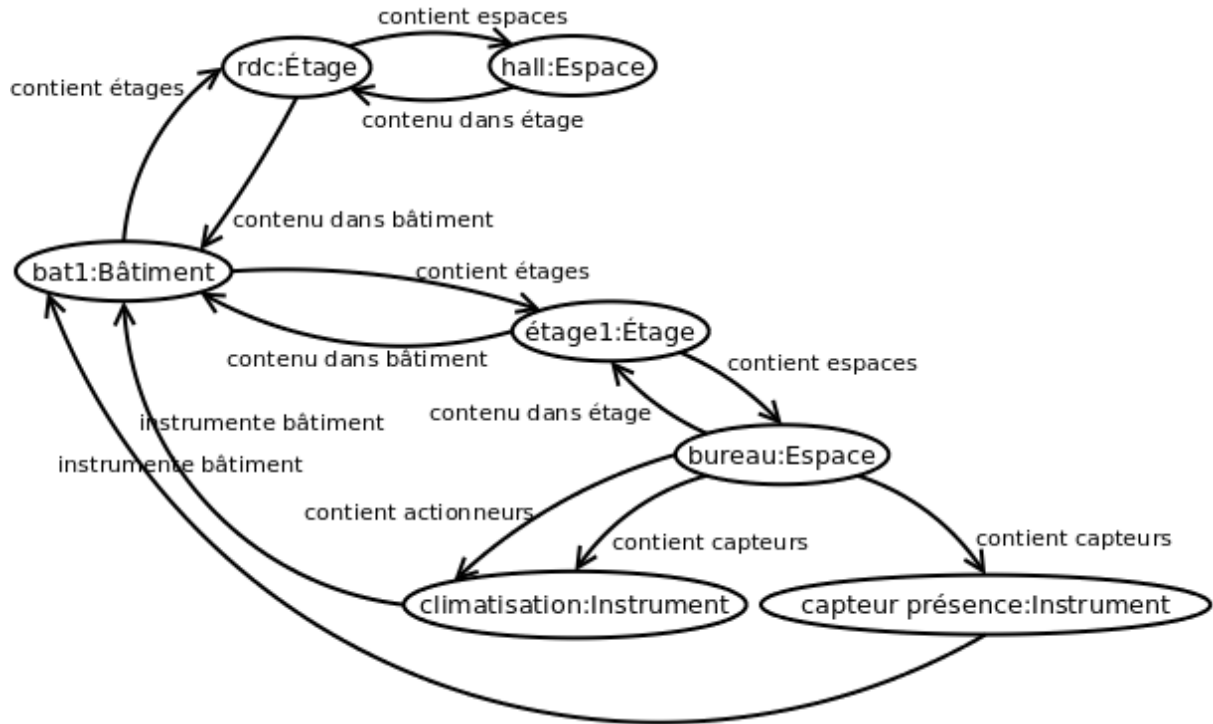 contient espaces
rdc:Étage
hall:Espace
contient étages
contenu dans étage
contenu dans bâtiment
bat1:Bâtiment
contient étages
étage1:Étage
contenu dans bâtiment
contient espaces
contenu dans étage
instrumente bâtiment
bureau:Espace
instrumente bâtiment
contient actionneurs
contient capteurs
contient capteurs
climatisation:Instrument
capteur présence:Instrument